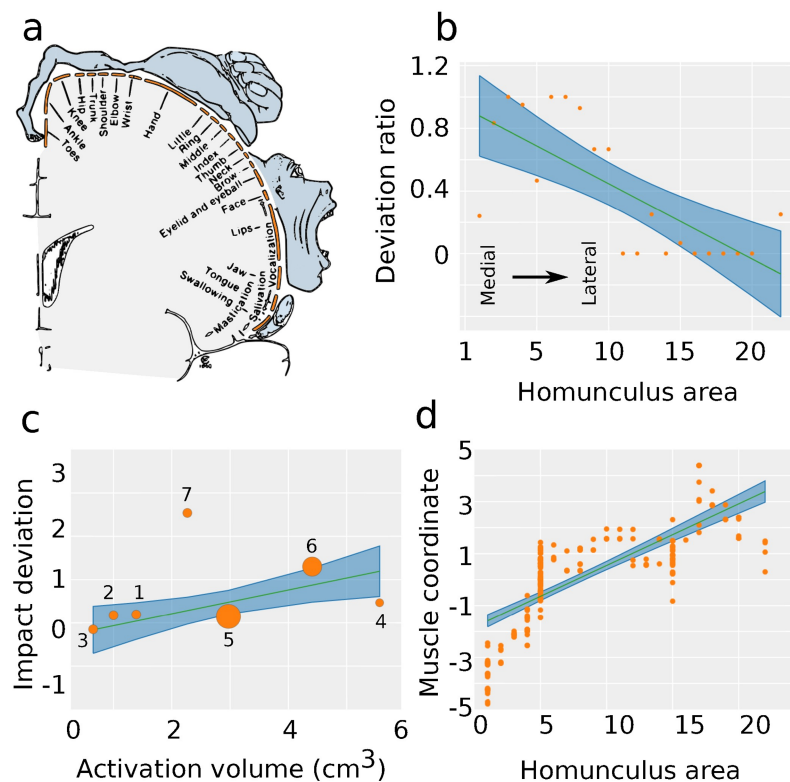 a
Toes
Ankle
Knee
Hip
Trunk
Shoulder
Elbow
Wrist
Hand
Little
Ring
Middle
Index
Thumb
Neck
Brow
Eyelid and eyeball
Face
Lips
Vocalization
Jaw
Tongue
Swallowing
Mastication
Salivation
b
Deviation ratio
1.2
0.8
0.4
0
Medial
Lateral
1 5 10 15 20
Homunculus area
c
Impact deviation
3
2
1
0
-1
7
6
2 1
3
5
4
0 2 4 6
Activation volume (cm³)
d
Muscle coordinate
5
3
1
-1
-3
-5
0 5 10 15 20
Homunculus area